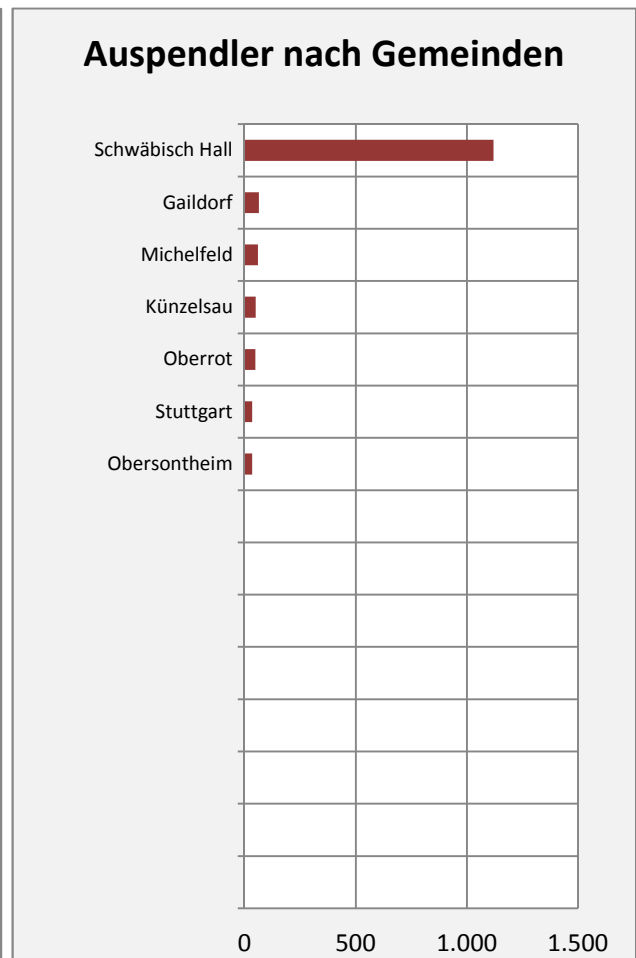 Auspendler nach Gemeinden
Schwäbisch Hall
Gaildorf
Michelfeld
Künzelsau
Oberrot
Stuttgart
Obersontheim
0 500 1.000 1.500